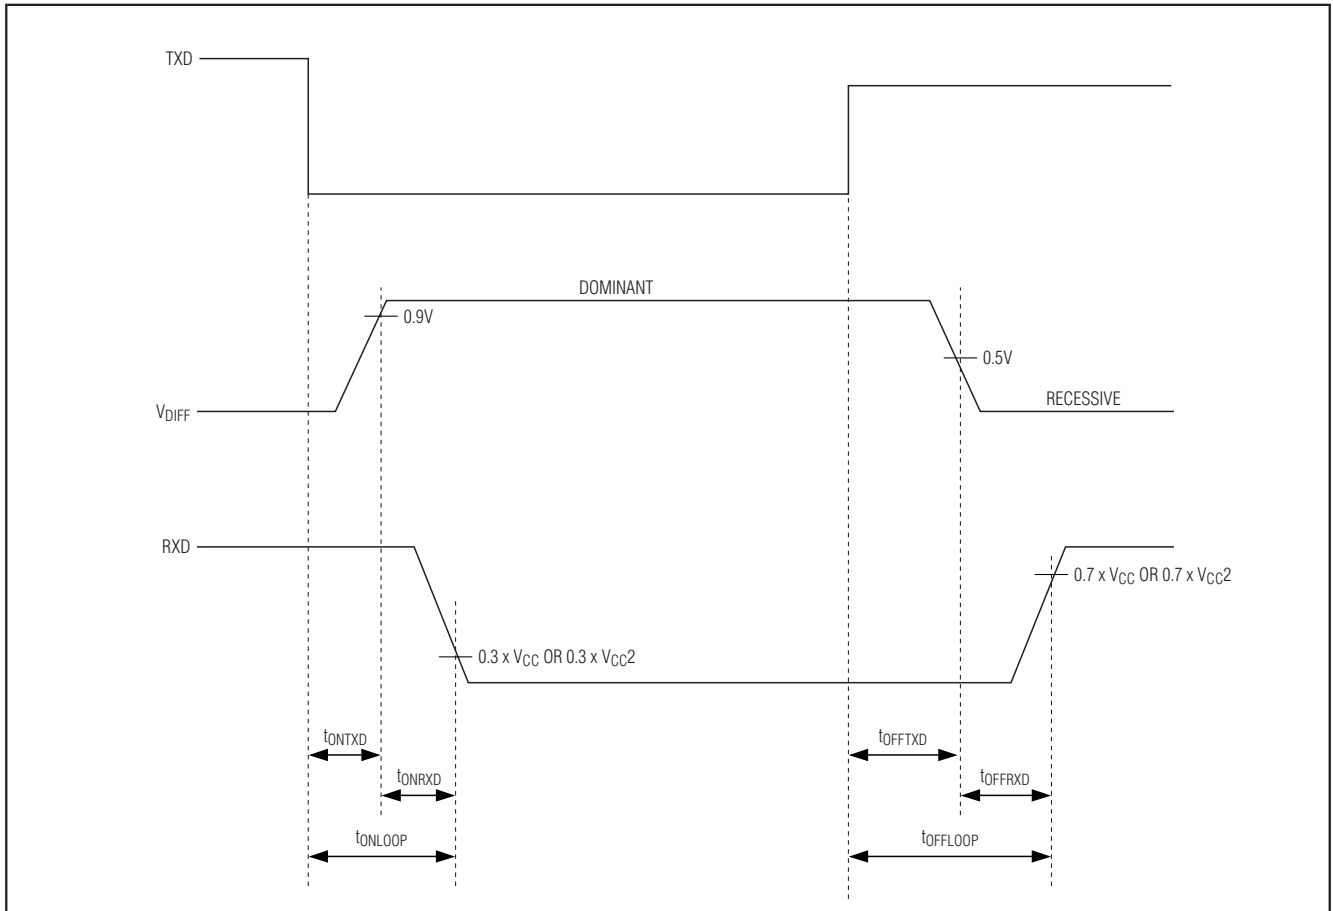 TXD
DOMINANT
0.9V
0.5V
VDIFF
RECESSIVE
RXD
0.7 x VCC OR 0.7 x VCC2
0.3 x VCC OR 0.3 x VCC2
tONTXD
tOFFTXD
tONRXD
tOFFRXD
tONLOOP
tOFFLOOP